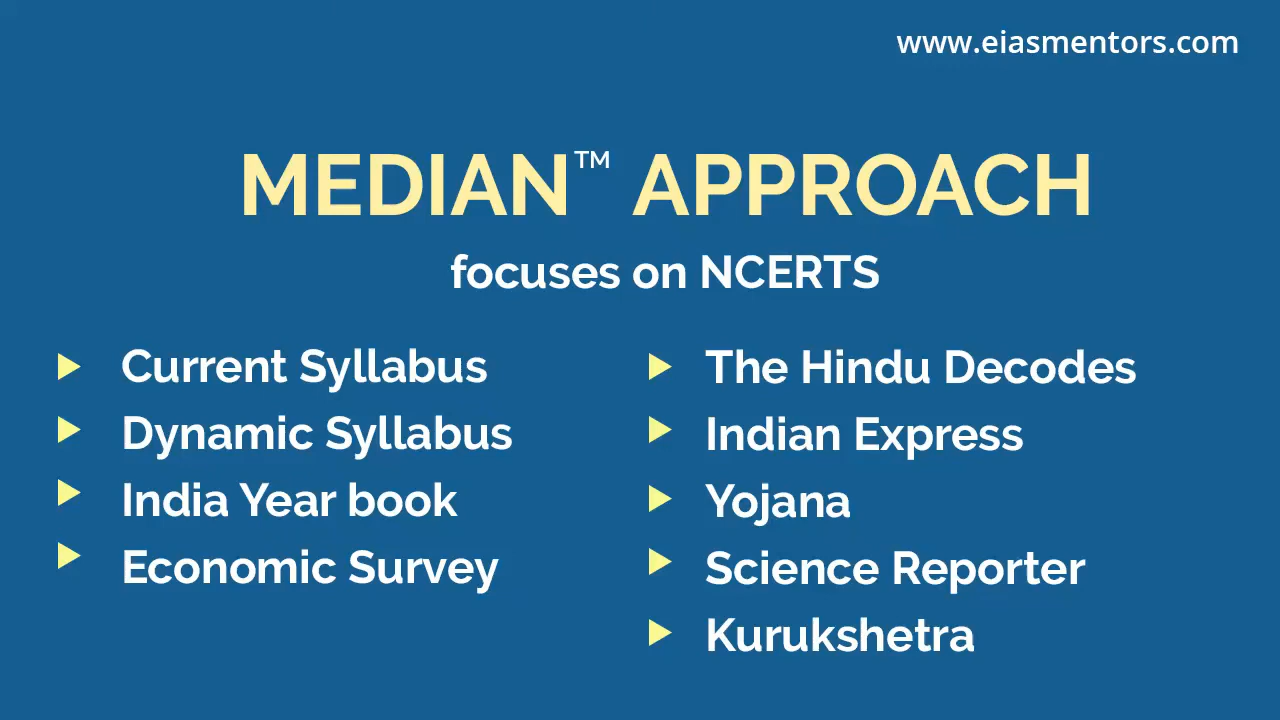 www.eiasmentors.com
MEDIAN™ APPROACH
focuses on NCERTS
Current Syllabus
Dynamic Syllabus
India Year book
Economic Survey
The Hindu Decodes
Indian Express
Yojana
Science Reporter
Kurukshetra